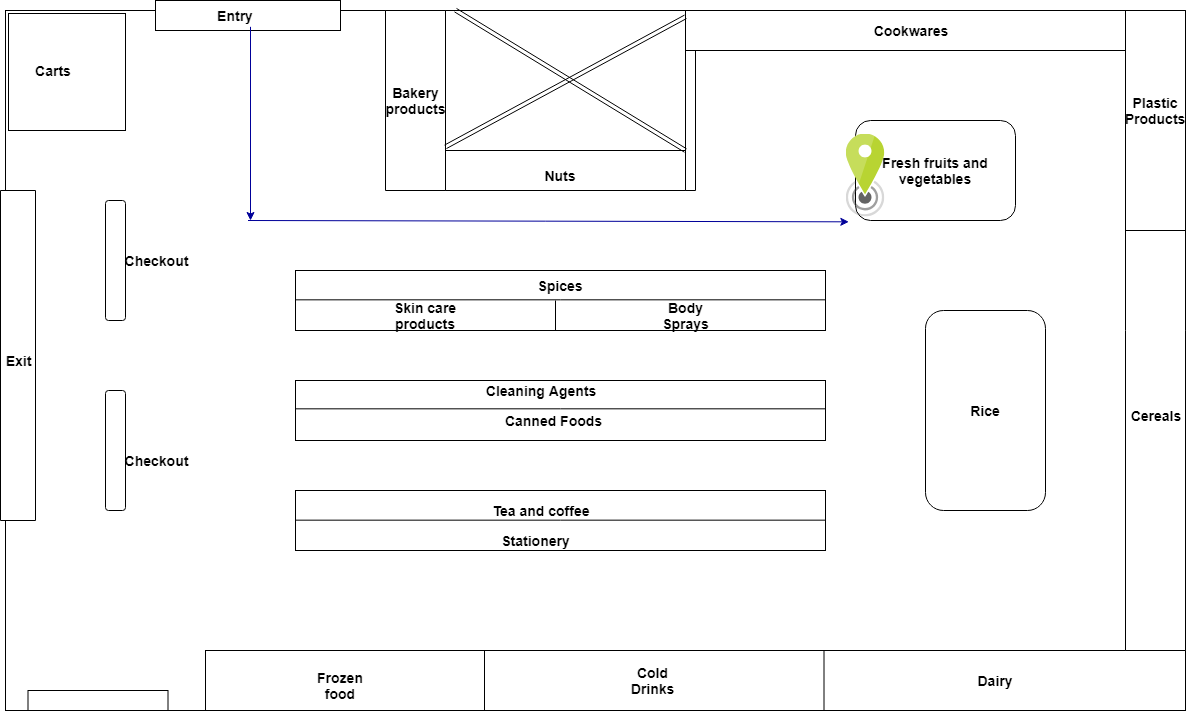 Entry
Carts
Bakery
products
Nuts
Cookwares
Plastic
Products
Fresh fruits and
vegetables
Checkout
Spices
Skin care
products
Body
Sprays
Exit
Cleaning Agents
Canned Foods
Rice
Cereals
Checkout
Tea and coffee
Stationery
Frozen
food
Cold
Drinks
Dairy